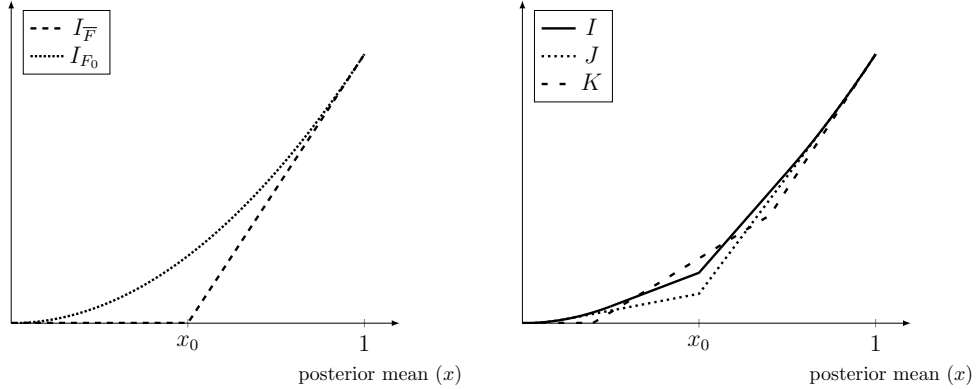 I_{\overline{F}}
I_{F_0}
x_0
1
posterior mean (x)
I
J
K
x_0
1
posterior mean (x)